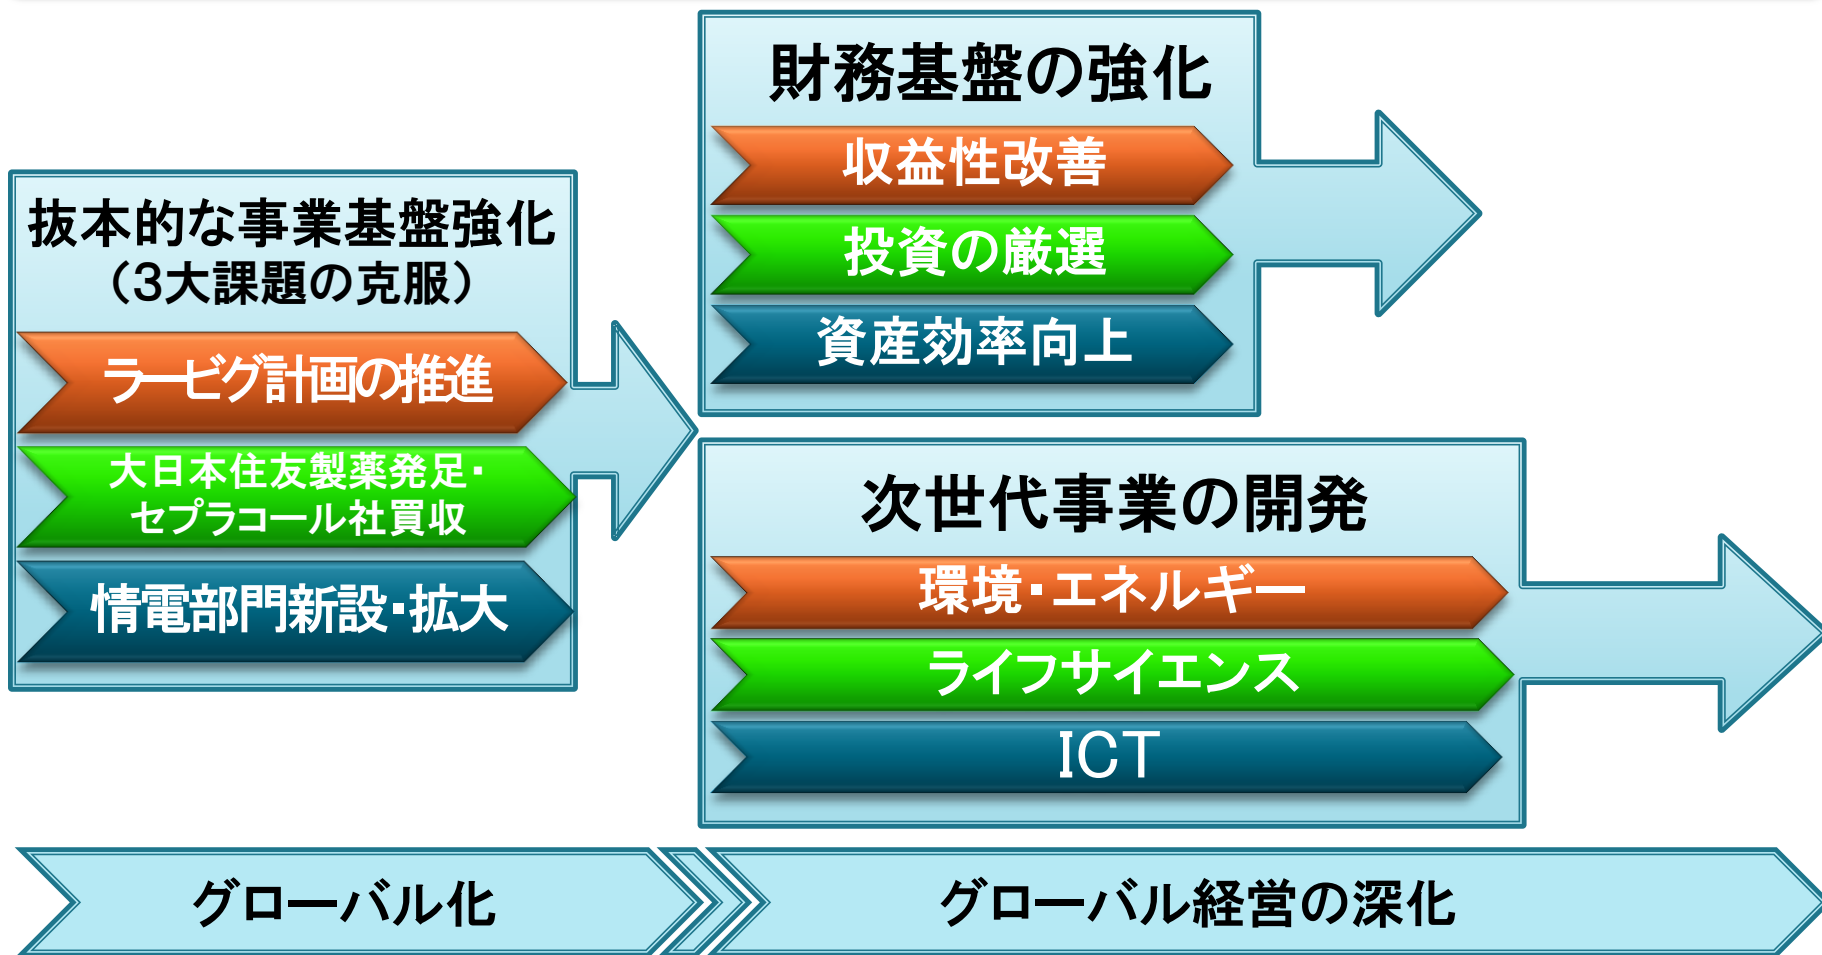 抜本的な事業基盤強化
（3大課題の克服）
ラービグ計画の推進
大日本住友製薬発足・
セプラコール社買収
情電部門新設・拡大
財務基盤の強化
収益性改善
投資の厳選
資産効率向上
次世代事業の開発
環境・エネルギー
ライフサイエンス
ICT
グローバル化
グローバル経営の深化